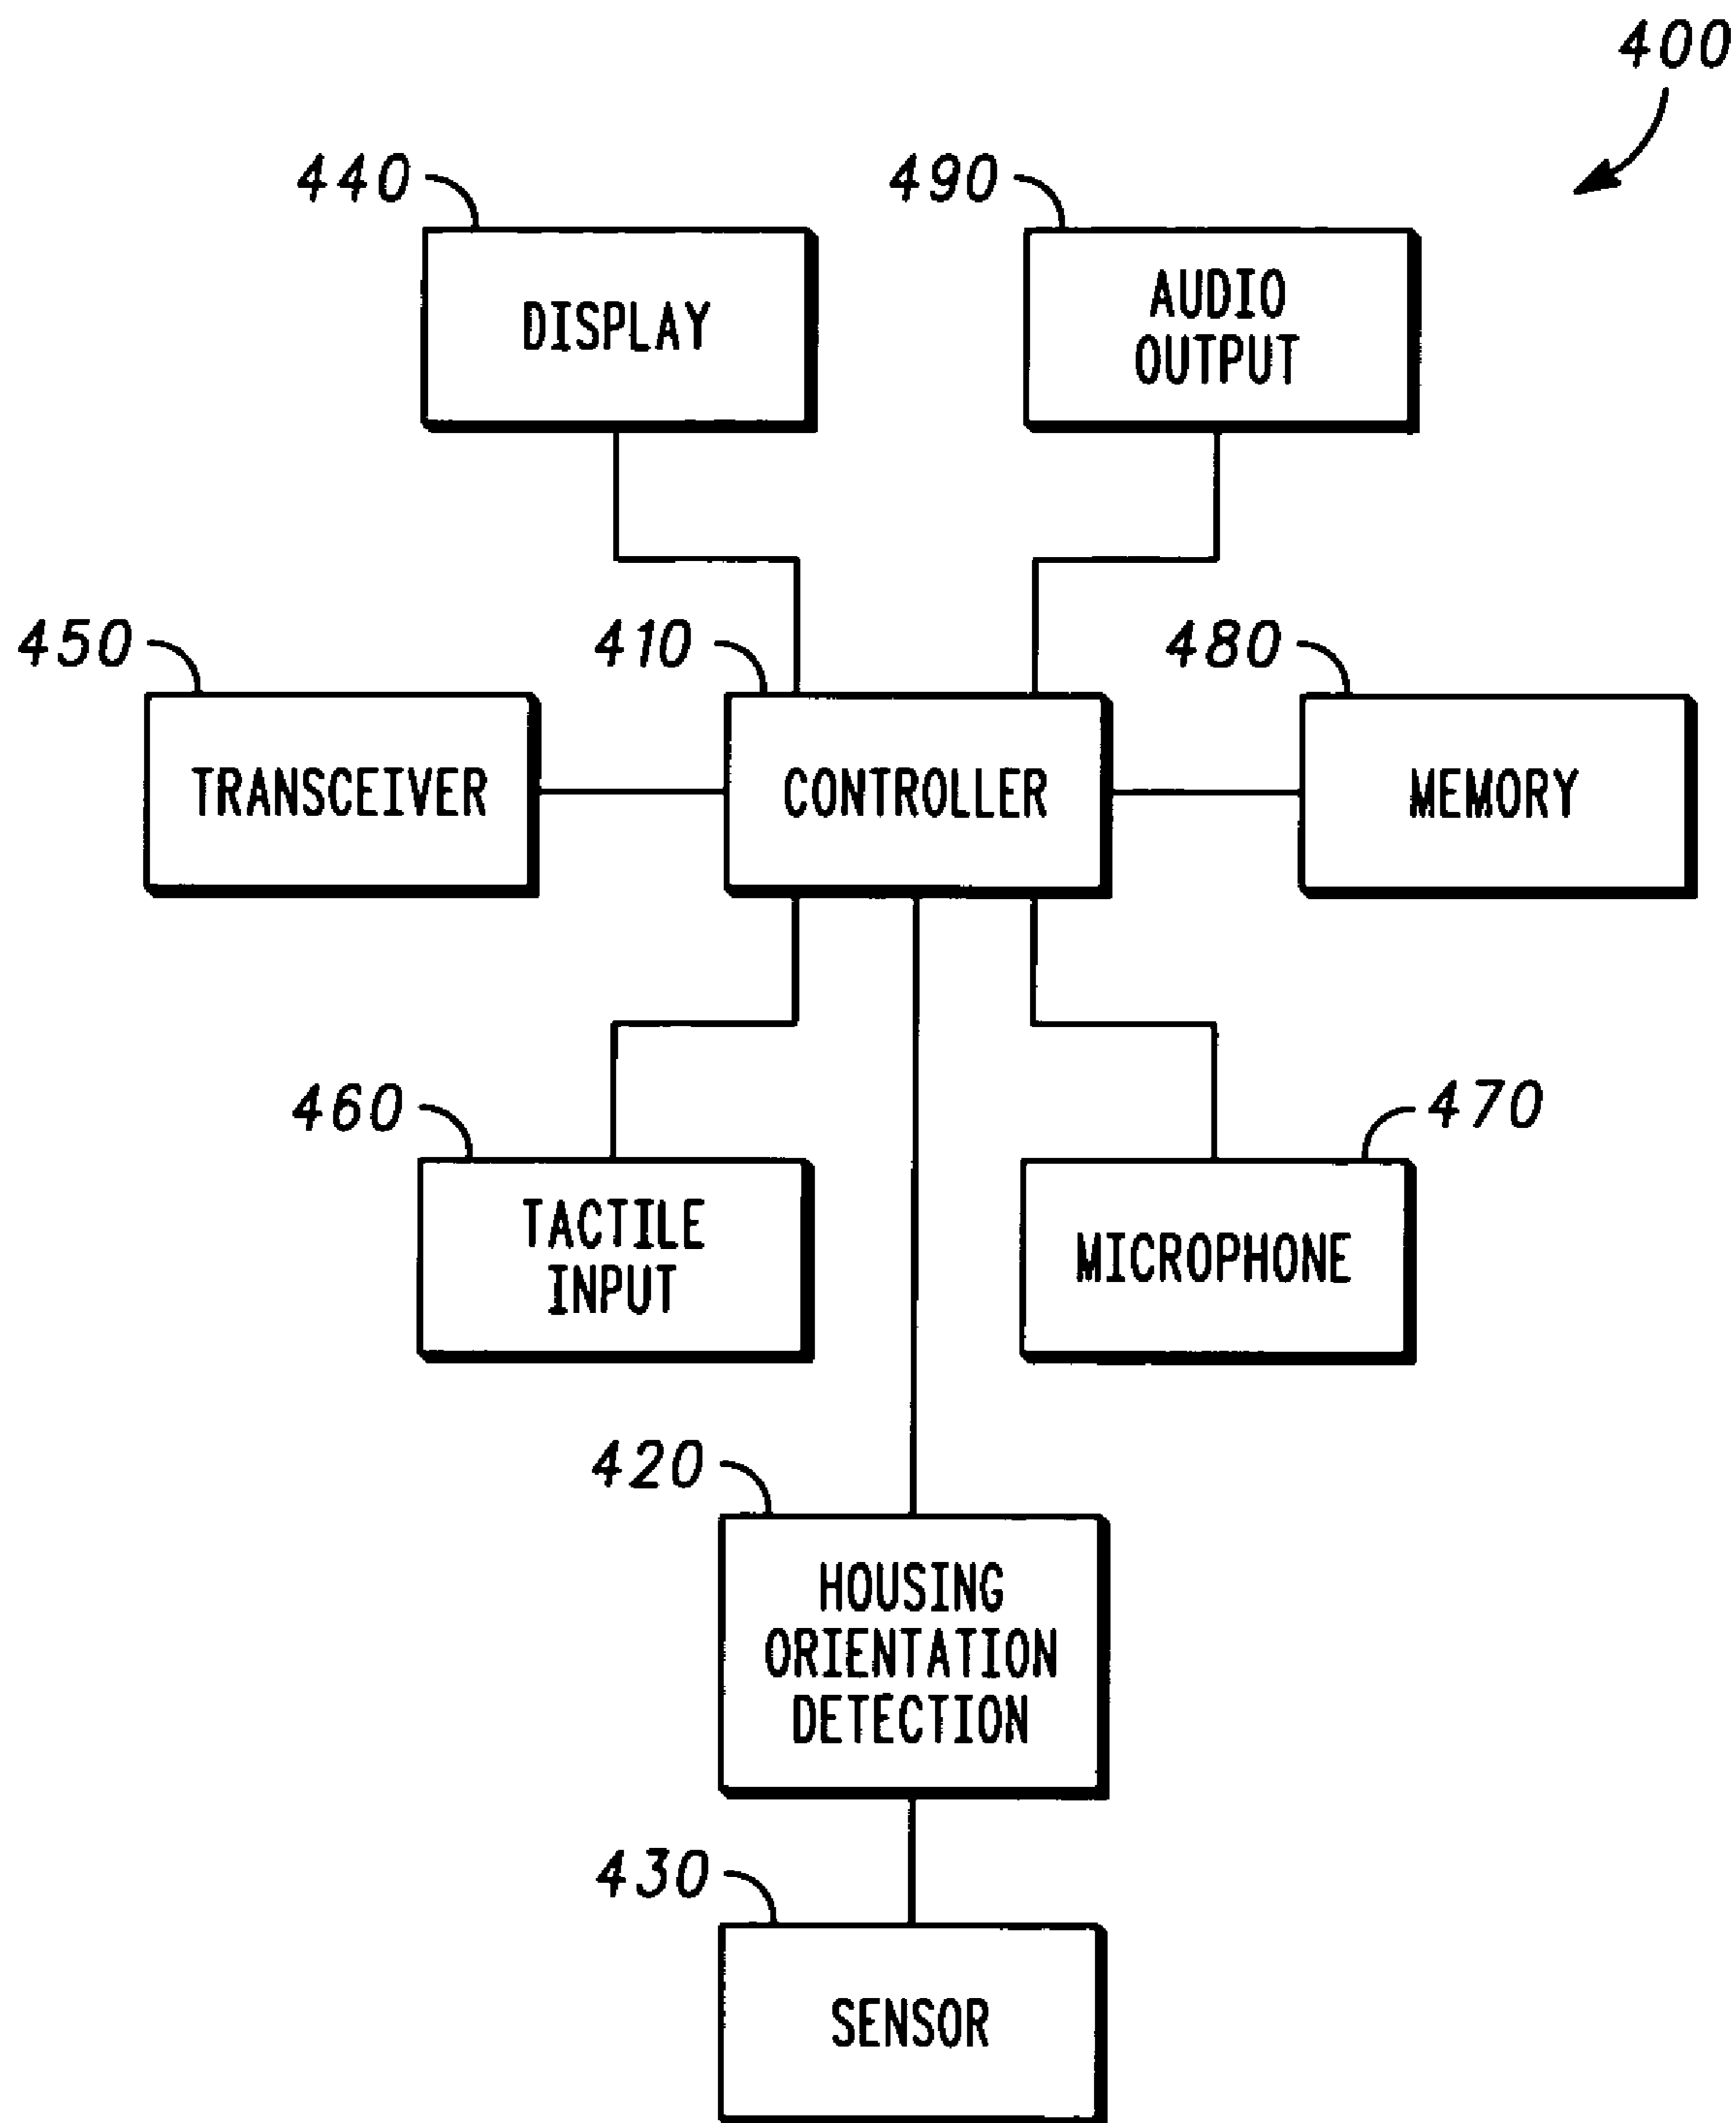 400
440
490
DISPLAY
AUDIO
OUTPUT
450
410
480
TRANSCEIVER
CONTROLLER
MEMORY
460
470
TACTILE
INPUT
MICROPHONE
420
HOUSING
ORIENTATION
DETECTION
430
SENSOR